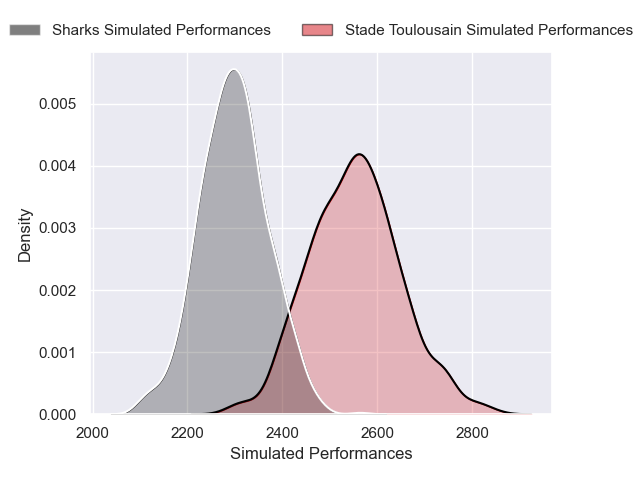 Sharks Simulated Performances
Stade Toulousain Simulated Performances
Density
0.005
0.004
0.003
0.002
0.001
0.000
2000
2200
2400
2600
2800
Simulated Performances